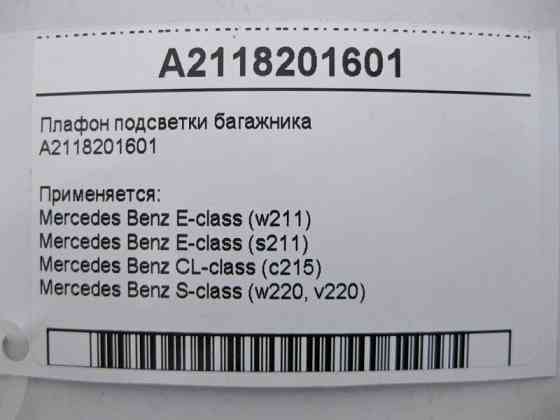 A2118201601
Плафон подсветки багажника
A2118201601
Применяется:
Mercedes Benz E-class (w211)
Mercedes Benz E-class (s211)
Mercedes Benz CL-class (c215)
Mercedes Benz S-class (w220, v220)